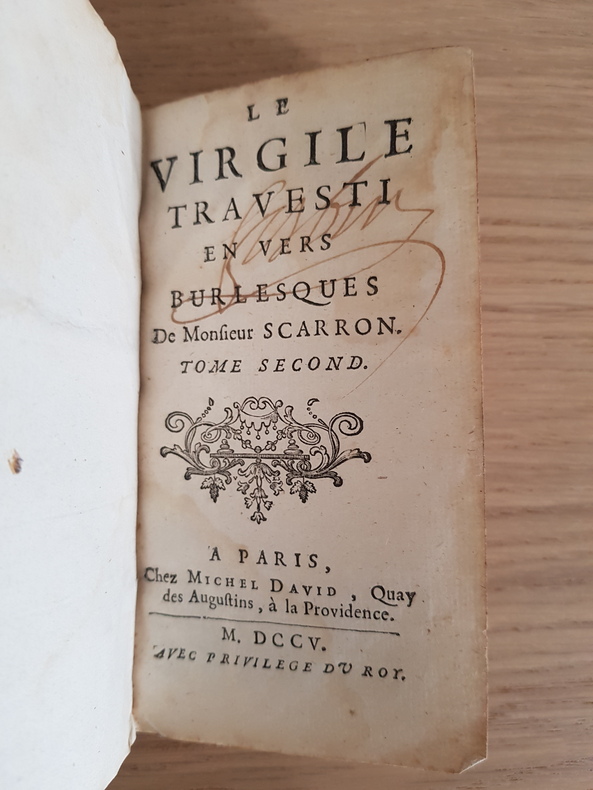 LE
VIRGILE
TRAVESTI
EN VERS
BURLESQUES
De Monſieur SCARRON.
TOME SECOND.
A PARIS,
Chez MICHEL DAVID, Quay
des Auguſtins, à la Providence.
M. DCCV.
AVEC PRIVILEGE DU ROY.